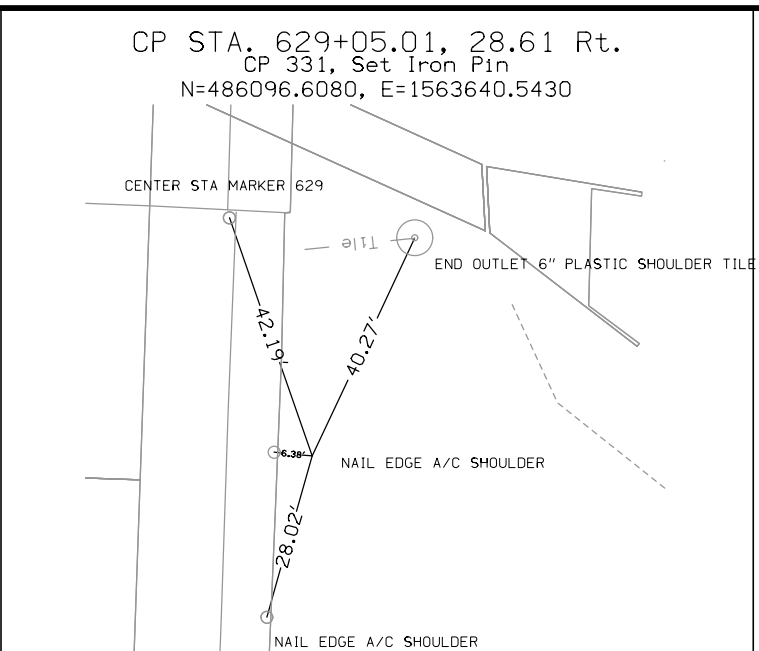 CP STA. 629+05.01, 28.61 Rt.
CP 331, Set Iron Pin
N=486096.6080, E=1563640.5430
CENTER STA MARKER 629
Tile
END OUTLET 6" PLASTIC SHOULDER TILE
42.19'
40.27'
6.38'
NAIL EDGE A/C SHOULDER
28.02'
NAIL EDGE A/C SHOULDER